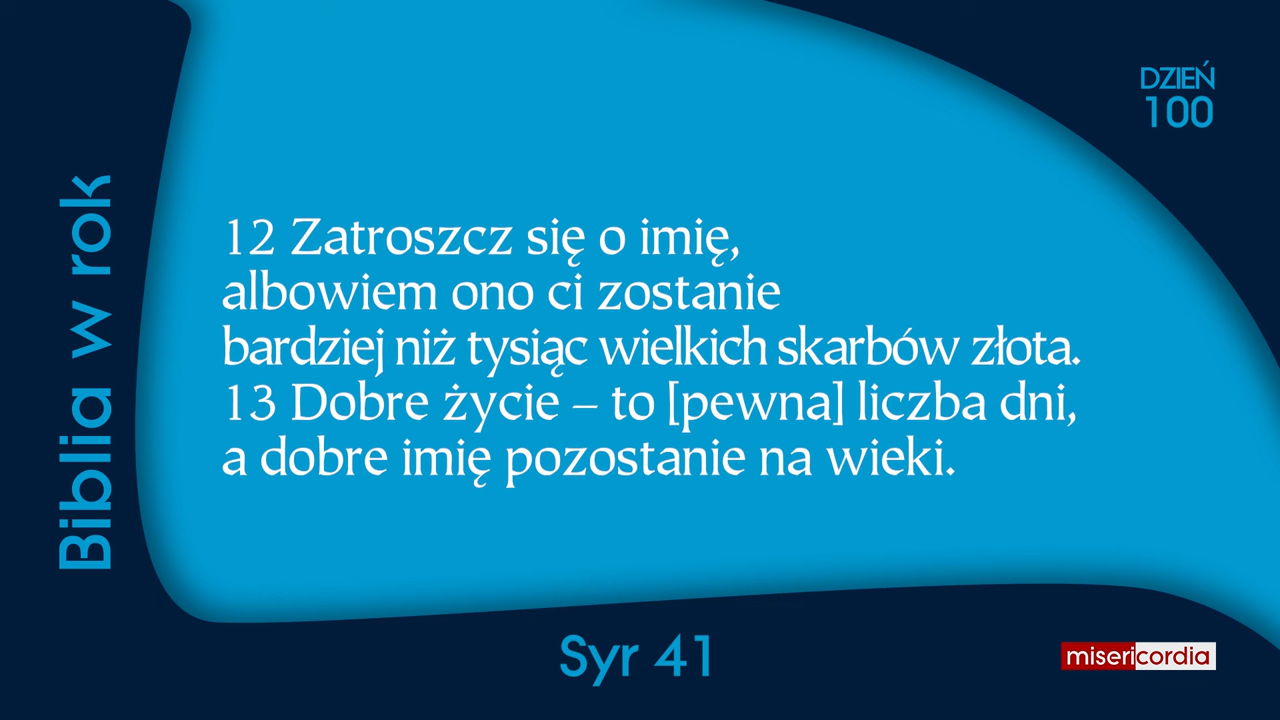 DZIEŃ
100
Biblia w rok
12 Zatroszcz się o imię,
albowiem ono ci zostanie
bardziej niż tysiąc wielkich skarbów złota.
13 Dobre życie – to [pewna] liczba dni,
a dobre imię pozostanie na wieki.
Syr 41
misericordia